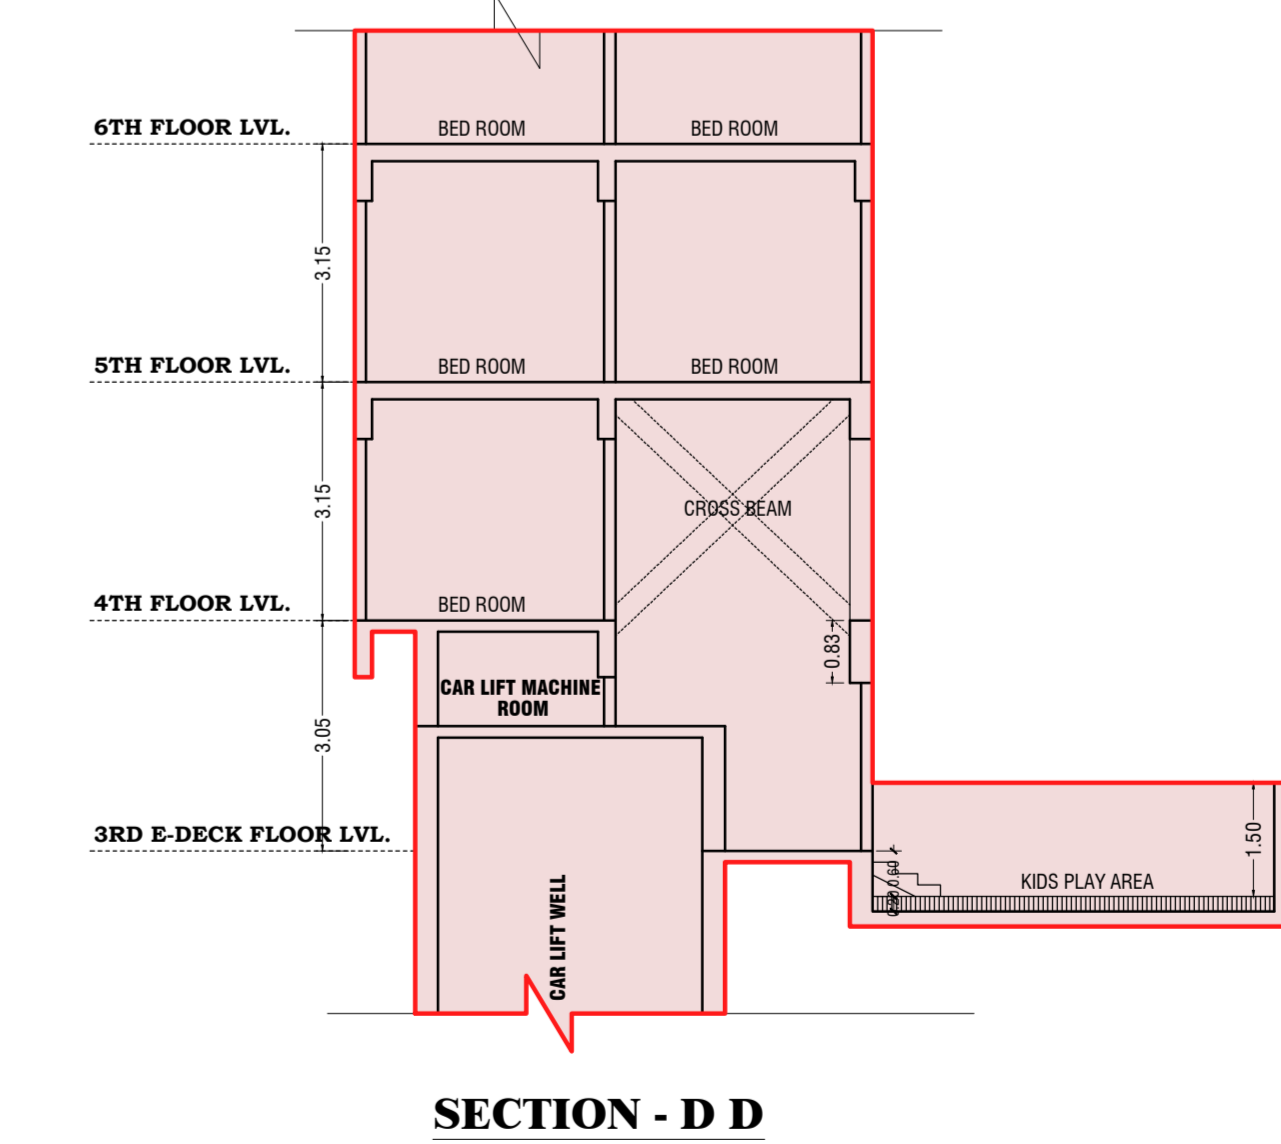 6TH FLOOR LVL.
BED ROOM
BED ROOM
3.15
5TH FLOOR LVL.
BED ROOM
BED ROOM
3.15
CROSS BEAM
4TH FLOOR LVL.
BED ROOM
0.83
CAR LIFT MACHINE
ROOM
3.05
3RD E-DECK FLOOR LVL.
1.50
0.60
KIDS PLAY AREA
CAR LIFT WELL
SECTION - D D